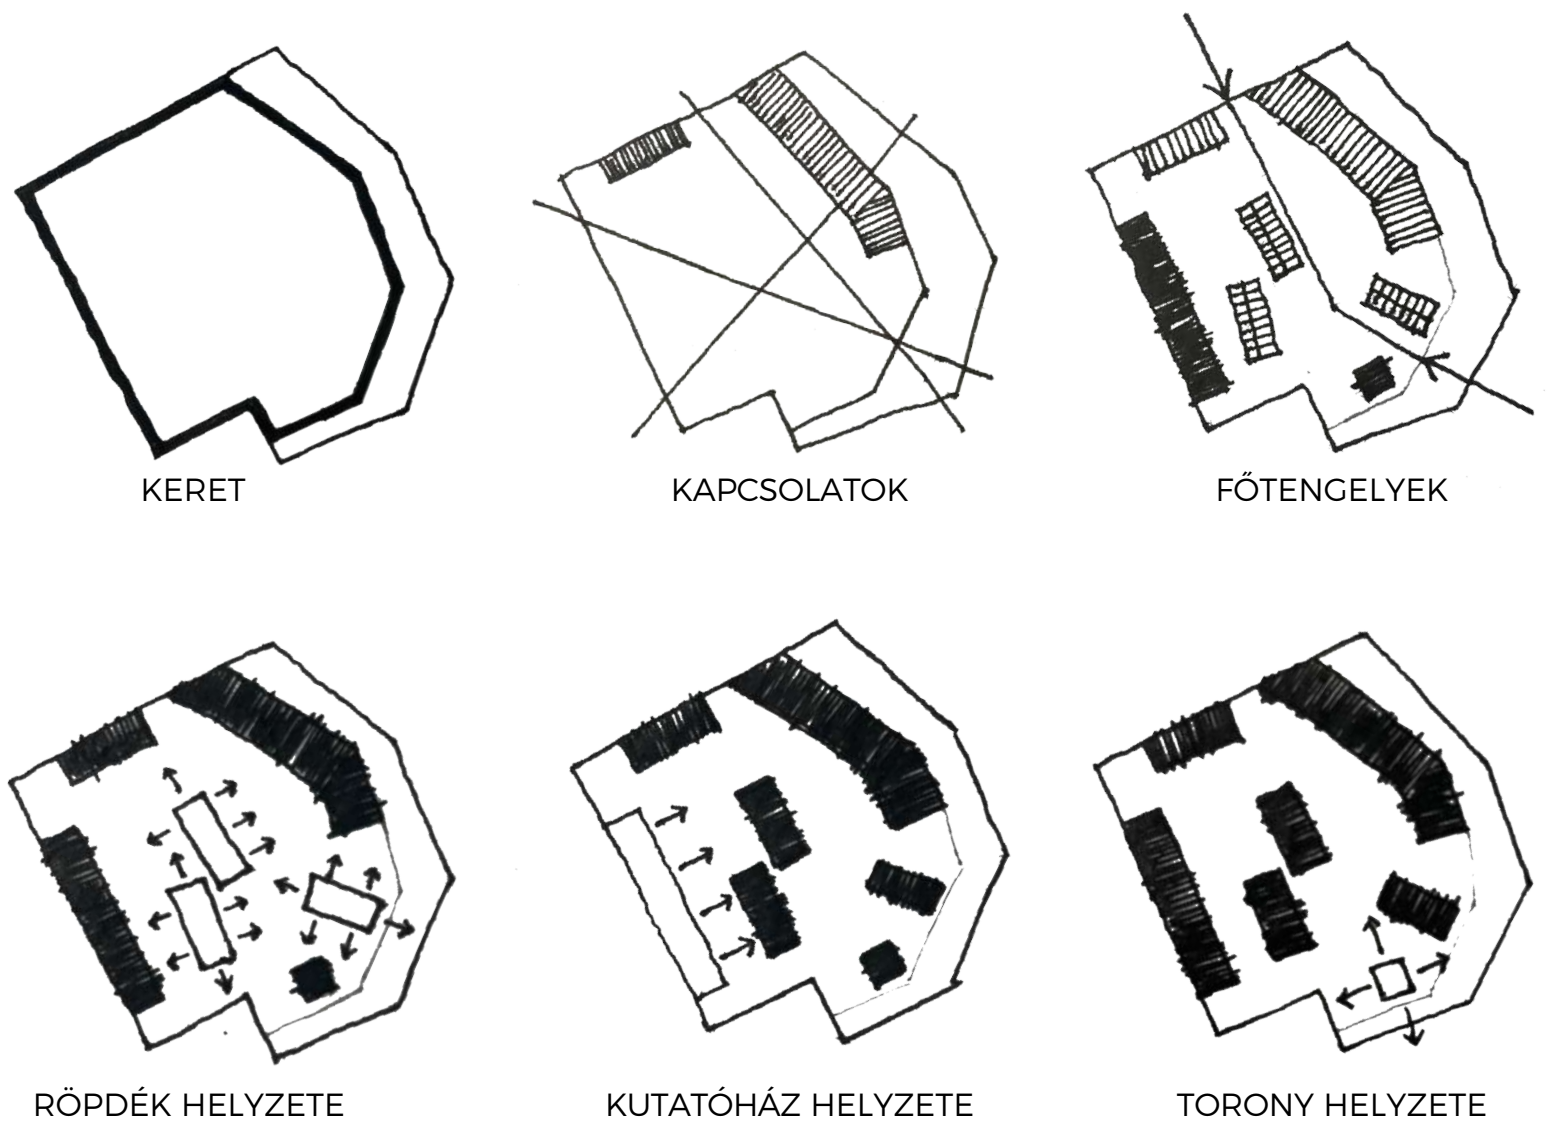 KERET
KAPCSOLATOK
FŐTENGELYEK
RÖPDÉK HELYZETE
KUTATÓHÁZ HELYZETE
TORONY HELYZETE